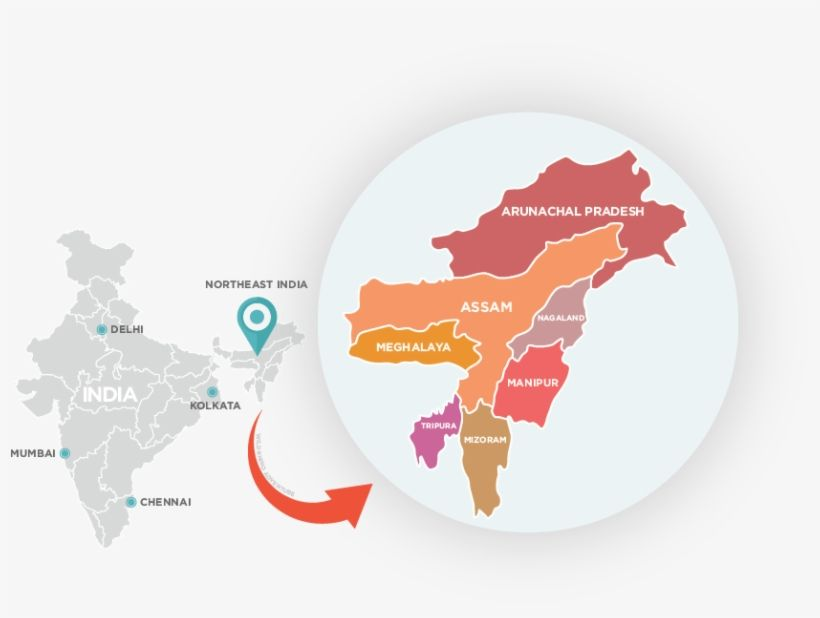 NORTHEAST INDIA
DELHI
INDIA
KOLKATA
MUMBAI
CHENNAI
ARUNACHAL PRADESH
ASSAM
NAGALAND
MEGHALAYA
MANIPUR
TRIPURA
MIZORAM